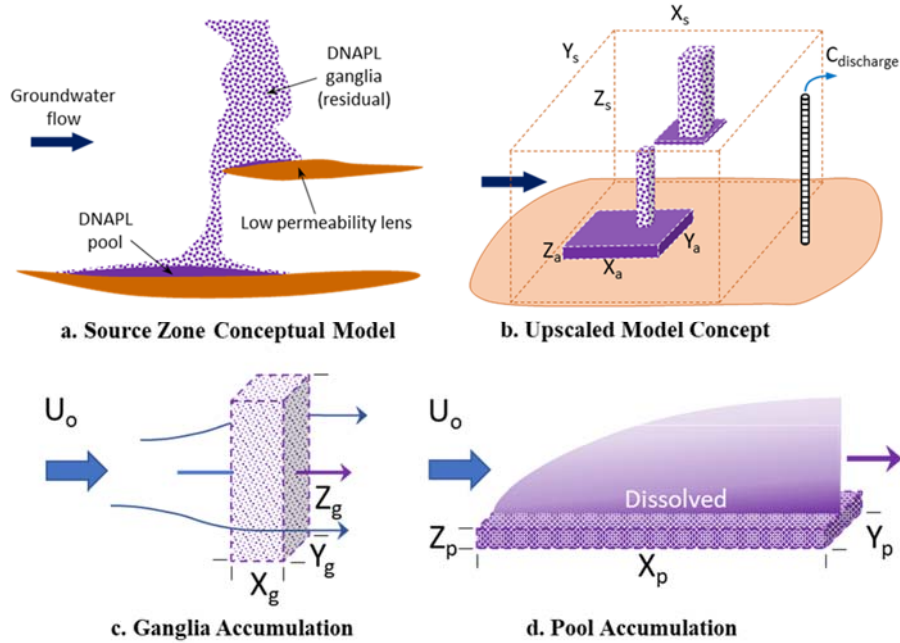 DNAPL
ganglia
(residual)
Groundwater
flow
Low permeability lens
DNAPL
pool
a. Source Zone Conceptual Model
Xs
Ys
Zs
Cdischarge
Za
Xa
Ya
b. Upscaled Model Concept
Uo
Zg
Yg
Xg
c. Ganglia Accumulation
Uo
Dissolved
Zp
Xp
Yp
d. Pool Accumulation